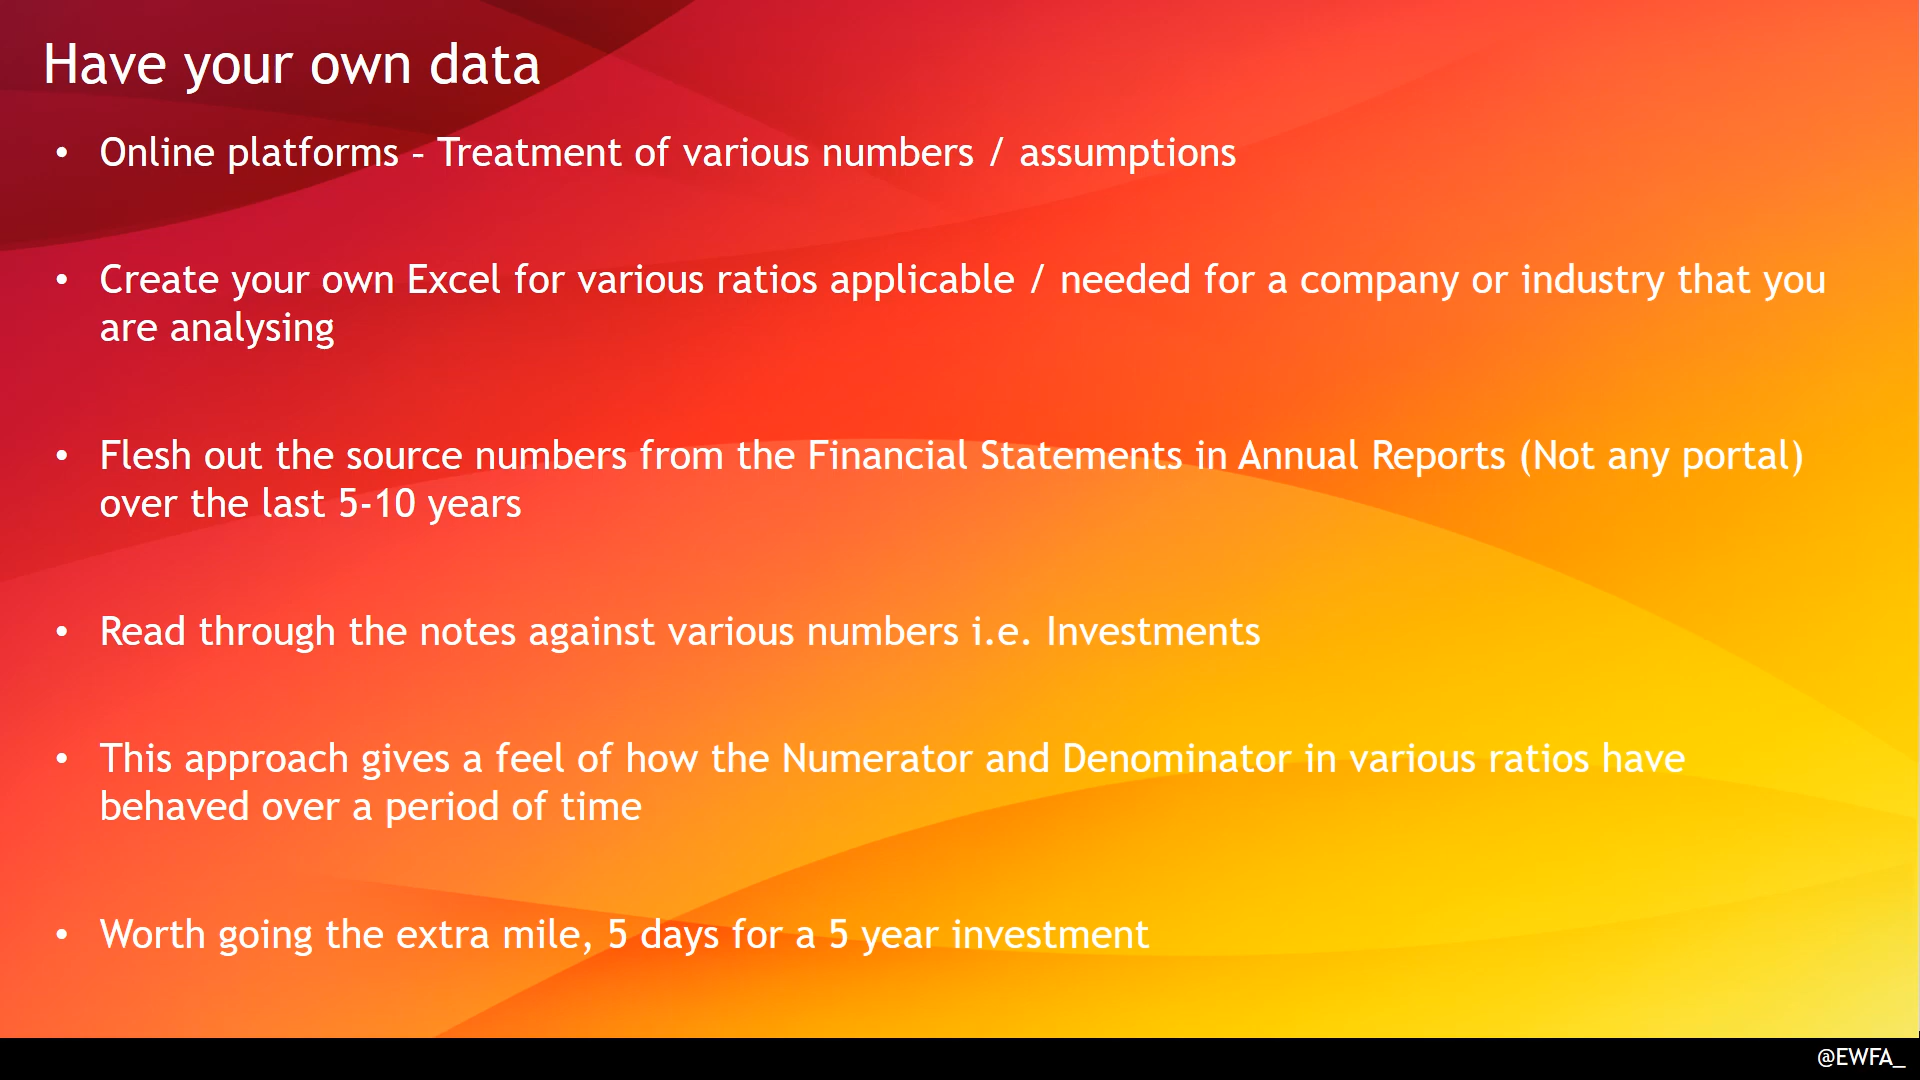 Have your own data
• Online platforms – Treatment of various numbers / assumptions
• Create your own Excel for various ratios applicable / needed for a company or industry that you
are analysing
• Flesh out the source numbers from the Financial Statements in Annual Reports (Not any portal)
over the last 5-10 years
• Read through the notes against various numbers i.e. Investments
• This approach gives a feel of how the Numerator and Denominator in various ratios have
behaved over a period of time
• Worth going the extra mile, 5 days for a 5 year investment
@EWFA_